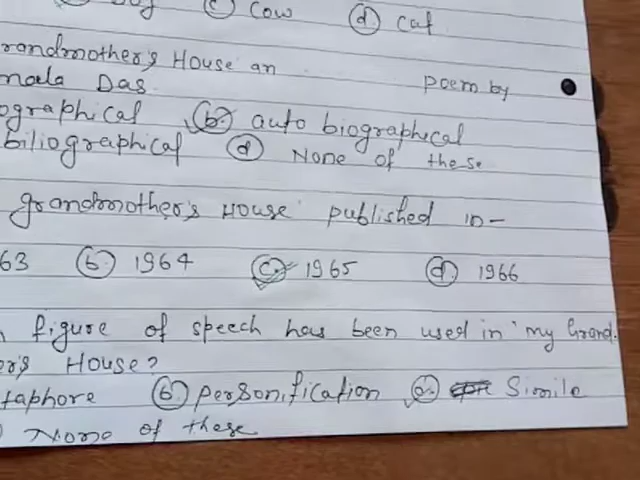 (c) Cow (d) Cat
randmother's House an poem by
mala Das.
ographical (b) auto biographical
biliographical (d) None of these
grandmother's House published in-
63 (b) 1964 (c) 1965 (d) 1966
figure of speech has been used in 'my Grand.
er's House?
taphore (b) personification (c) Simile
None of these